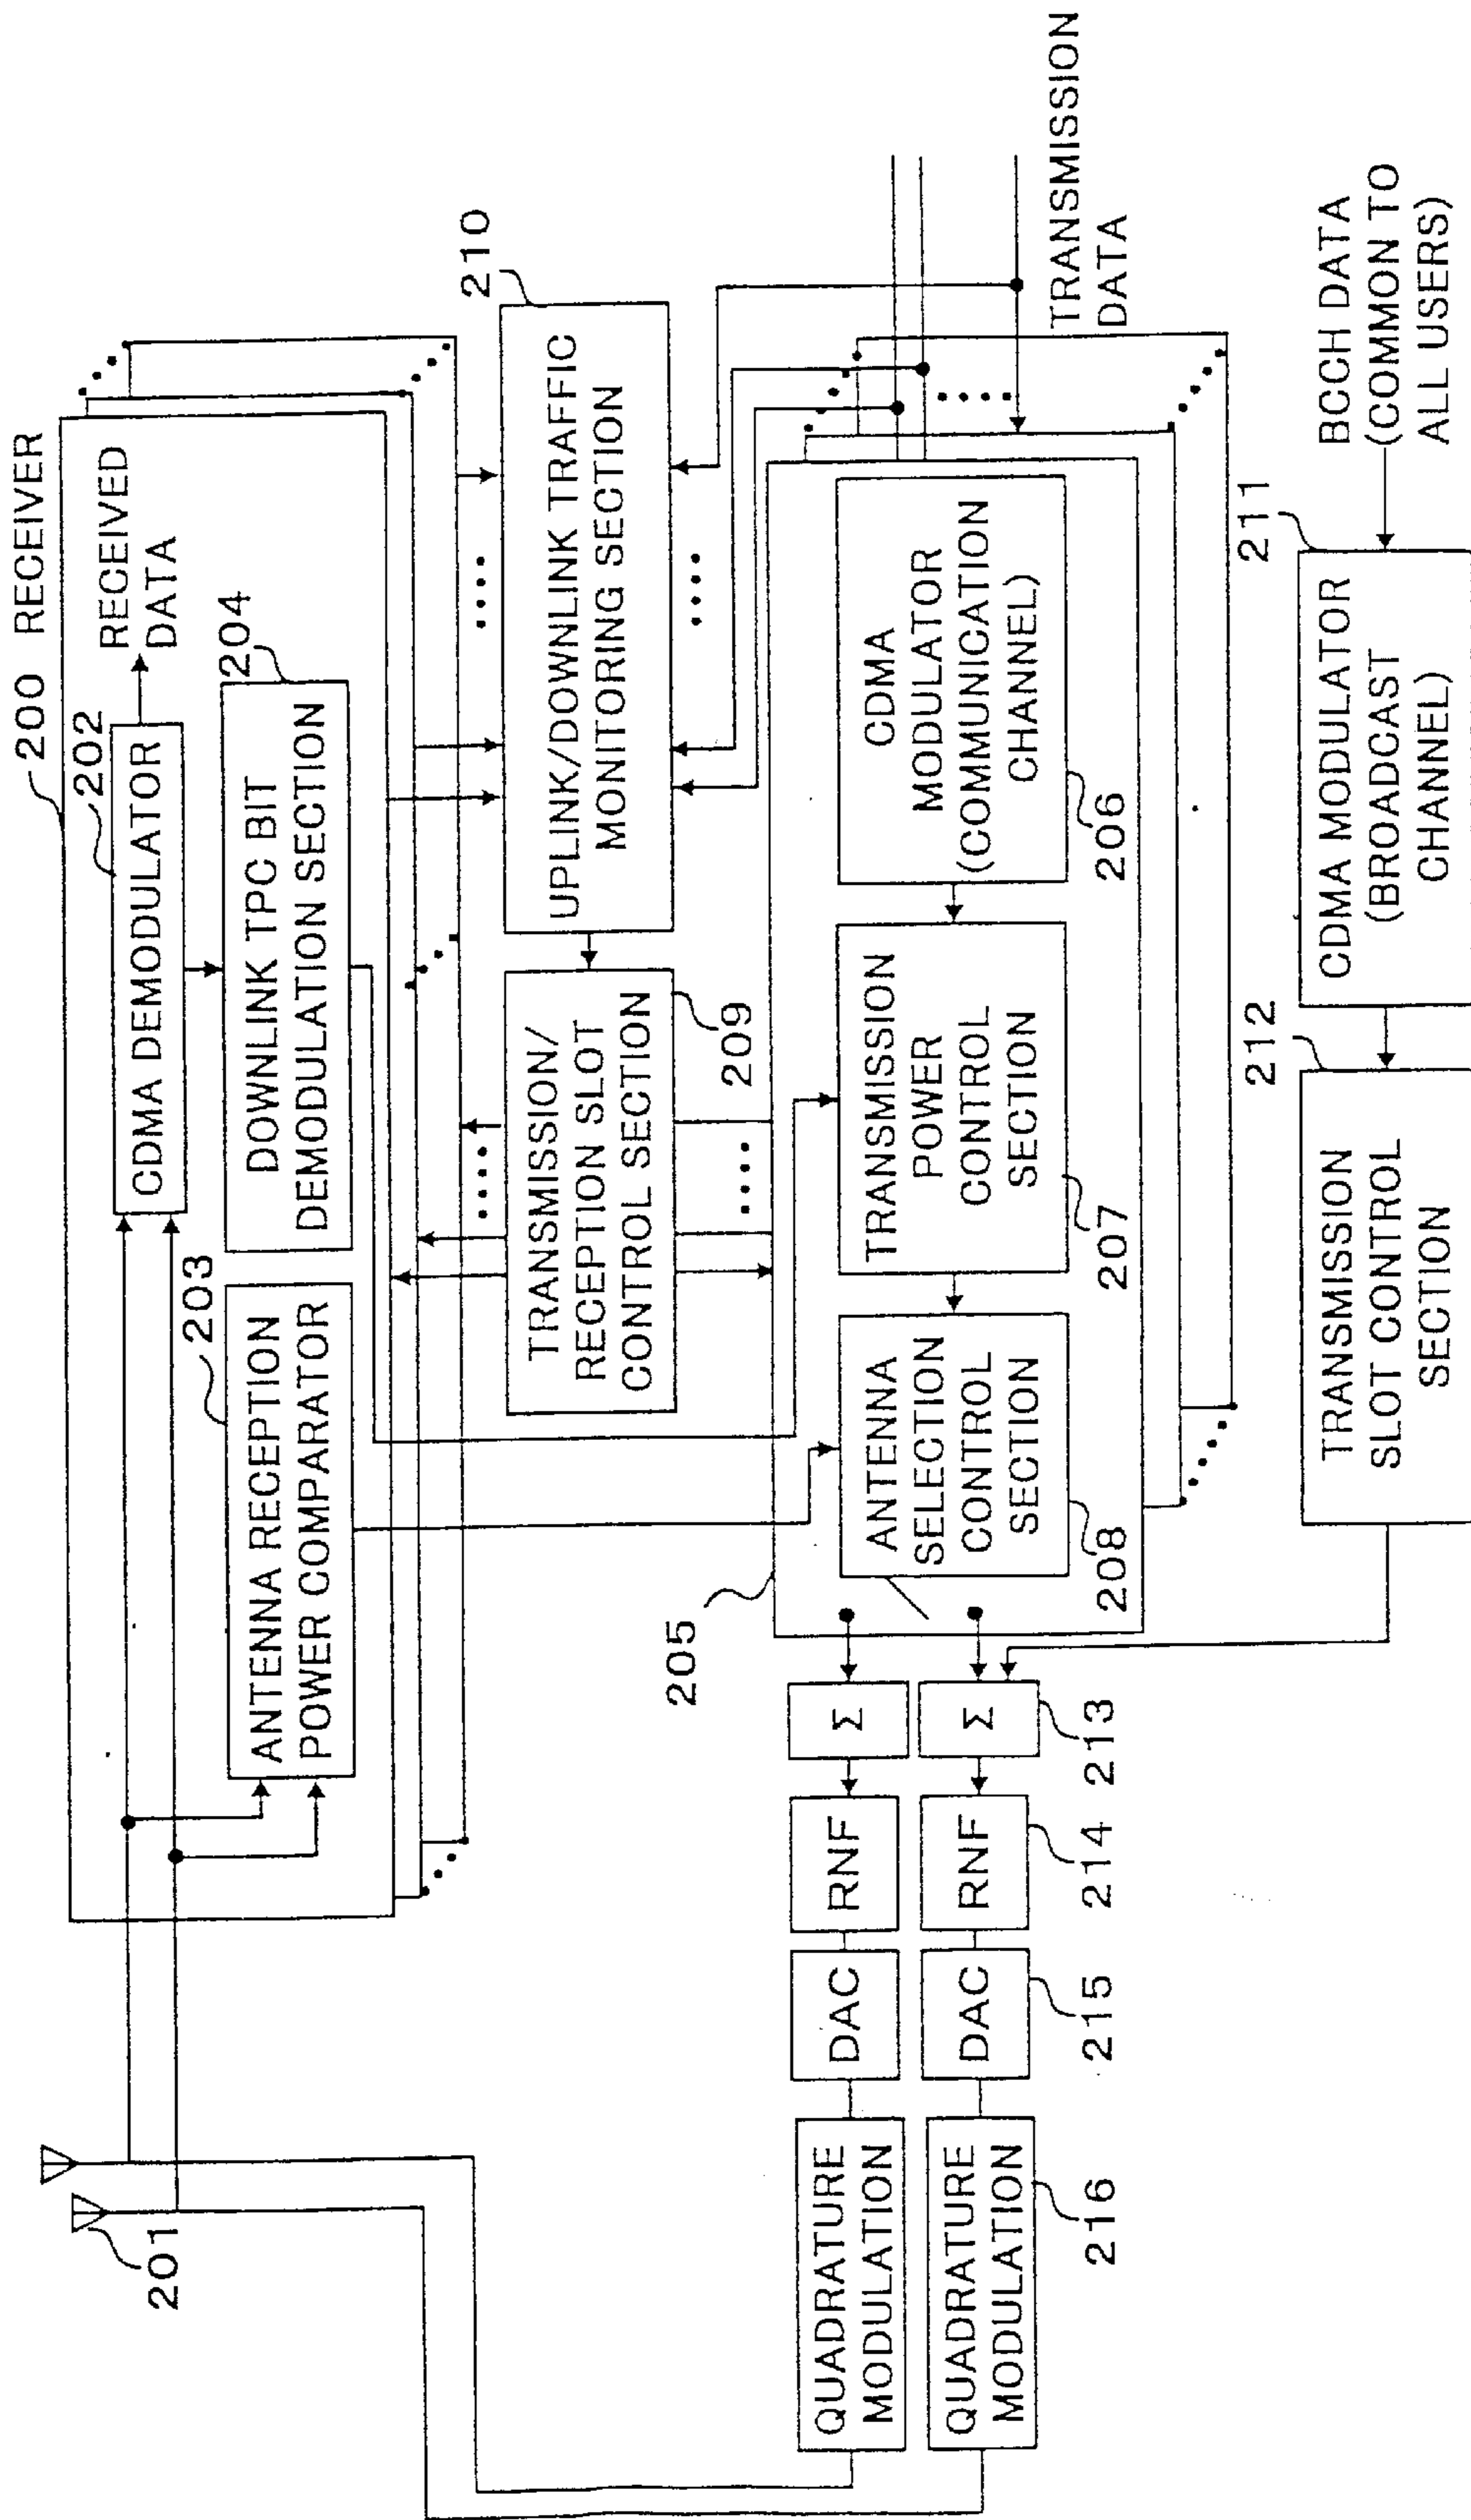 200 RECEIVER
202
CDMA DEMODULATOR
RECEIVED
DATA
203
ANTENNA RECEPTION
POWER COMPARATOR
204
DOWNLINK TPC BIT
DEMODULATION SECTION
201
210
UPLINK/DOWNLINK TRAFFIC
MONITORING SECTION
TRANSMISSION/
RECEPTION SLOT
CONTROL SECTION
209
205
ANTENNA
SELECTION
CONTROL
SECTION
208
TRANSMISSION
POWER
CONTROL
SECTION
207
CDMA
MODULATOR
(COMMUNICATION
CHANNEL)
206
TRANSMISSION
DATA
QUADRATURE
MODULATION
DAC
RNF
Σ
QUADRATURE
MODULATION
216
DAC
215
RNF
214
Σ
213
212
TRANSMISSION
SLOT CONTROL
SECTION
211
CDMA MODULATOR
(BROADCAST
CHANNEL)
BCCH DATA
(COMMON TO
ALL USERS)